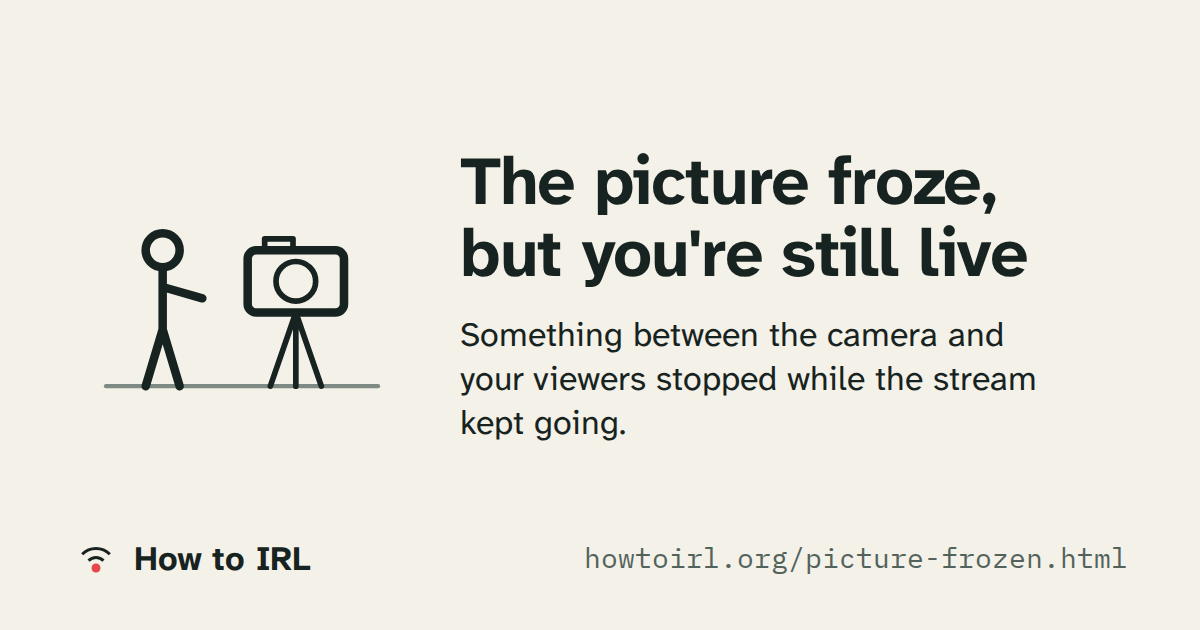 The picture froze,
but you're still live
Something between the camera and
your viewers stopped while the stream
kept going.
How to IRL
howtoirl.org/picture-frozen.html